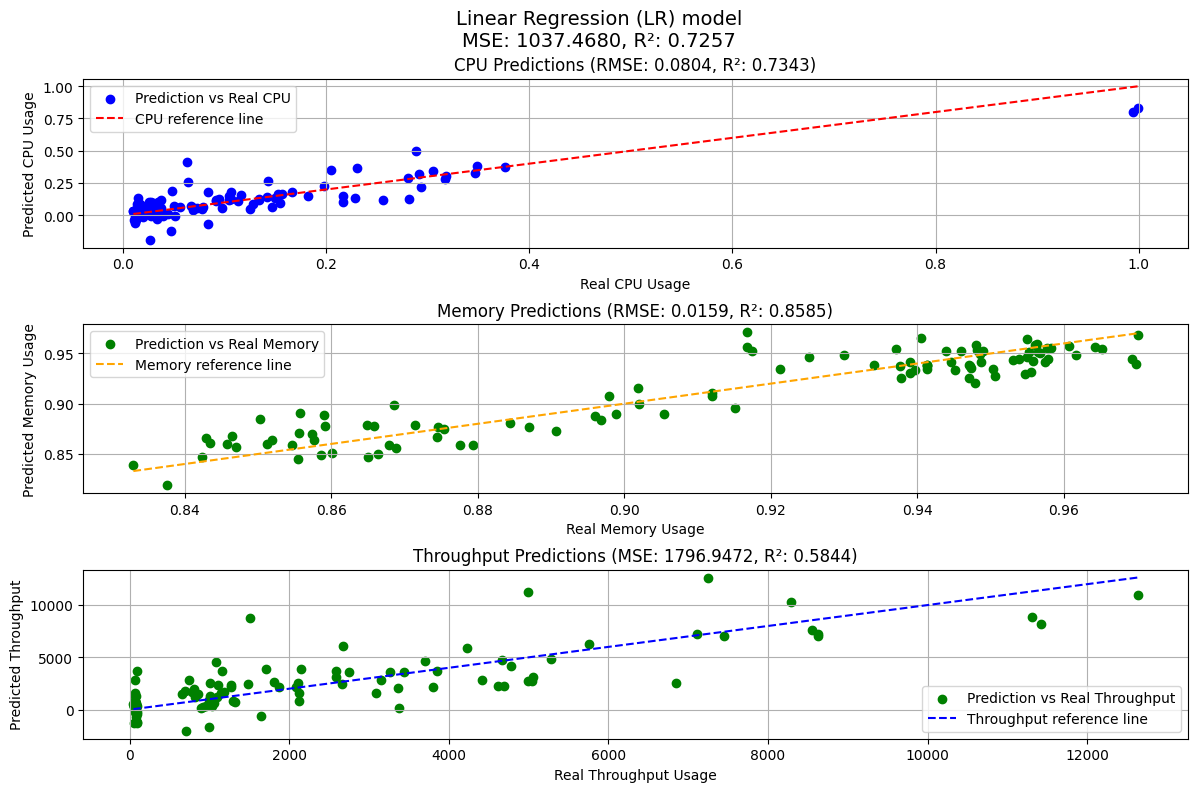 Linear Regression (LR) model
MSE: 1037.4680, R²: 0.7257
CPU Predictions (RMSE: 0.0804, R²: 0.7343)
Predicted CPU Usage
1.00
0.75
0.50
0.25
0.00
Prediction vs Real CPU
CPU reference line
0.0 0.2 0.4 0.6 0.8 1.0
Real CPU Usage
Memory Predictions (RMSE: 0.0159, R²: 0.8585)
Predicted Memory Usage
0.95
0.90
0.85
Prediction vs Real Memory
Memory reference line
0.84 0.86 0.88 0.90 0.92 0.94 0.96
Real Memory Usage
Throughput Predictions (MSE: 1796.9472, R²: 0.5844)
Predicted Throughput
10000
5000
0
Prediction vs Real Throughput
Throughput reference line
0 2000 4000 6000 8000 10000 12000
Real Throughput Usage